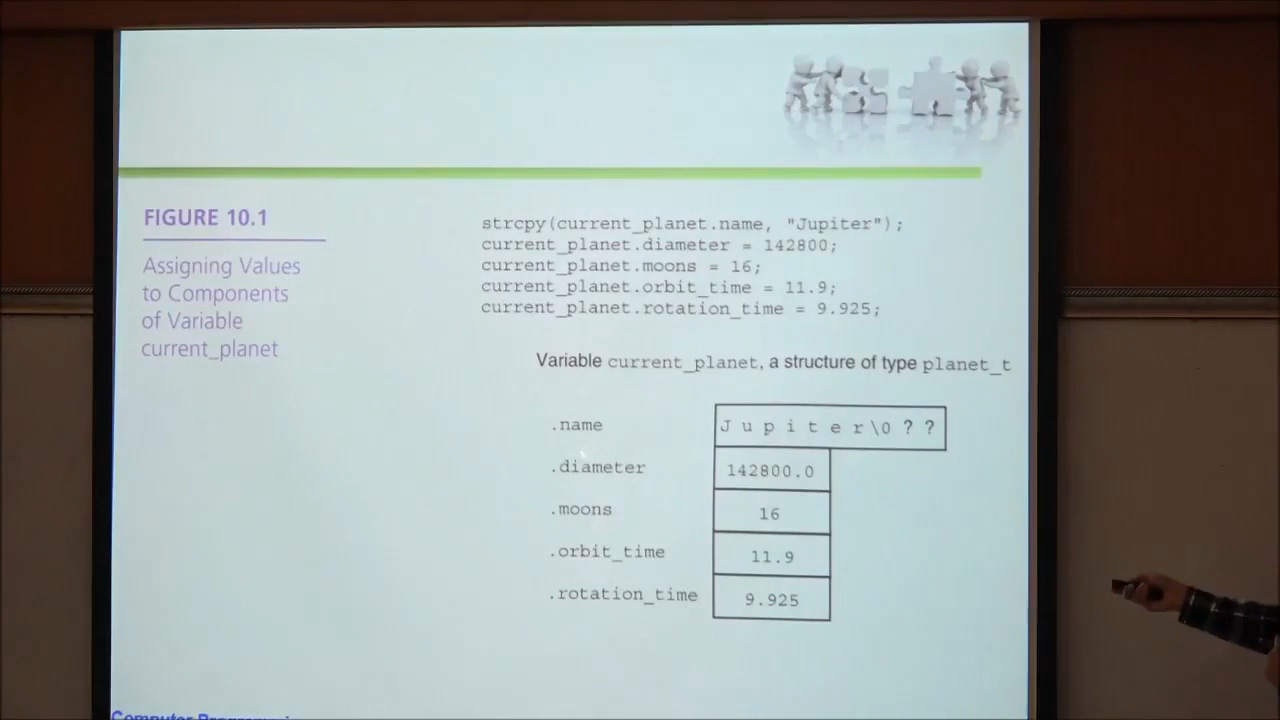 FIGURE 10.1
Assigning Values
to Components
of Variable
current_planet
strcpy(current_planet.name, "Jupiter");
current_planet.diameter = 142800;
current_planet.moons = 16;
current_planet.orbit_time = 11.9;
current_planet.rotation_time = 9.925;
Variable current_planet, a structure of type planet_t
.name J u p i t e r \0 ? ?
.diameter 142800.0
.moons 16
.orbit_time 11.9
.rotation_time 9.925
Computer